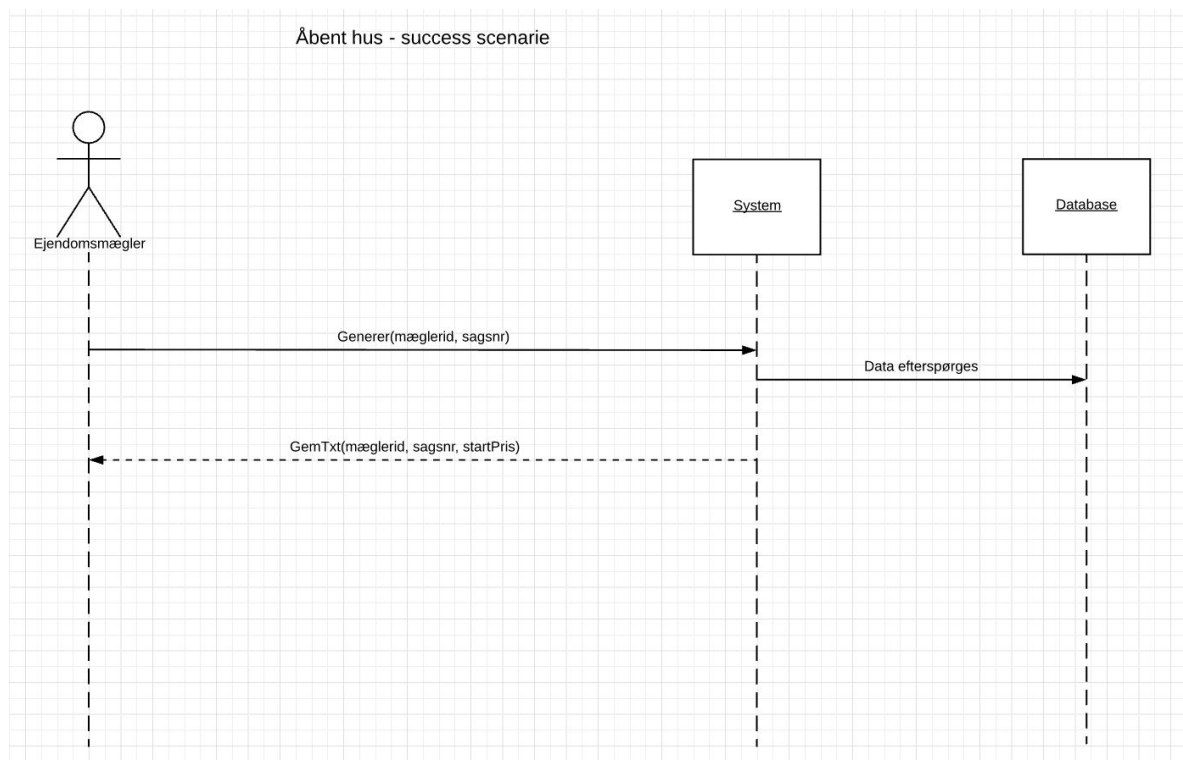 Åbent hus - success scenarie
Ejendomsmægler
System
Database
Generer(mæglerid, sagsnr)
Data efterspørges
GemTxt(mæglerid, sagsnr, startPris)